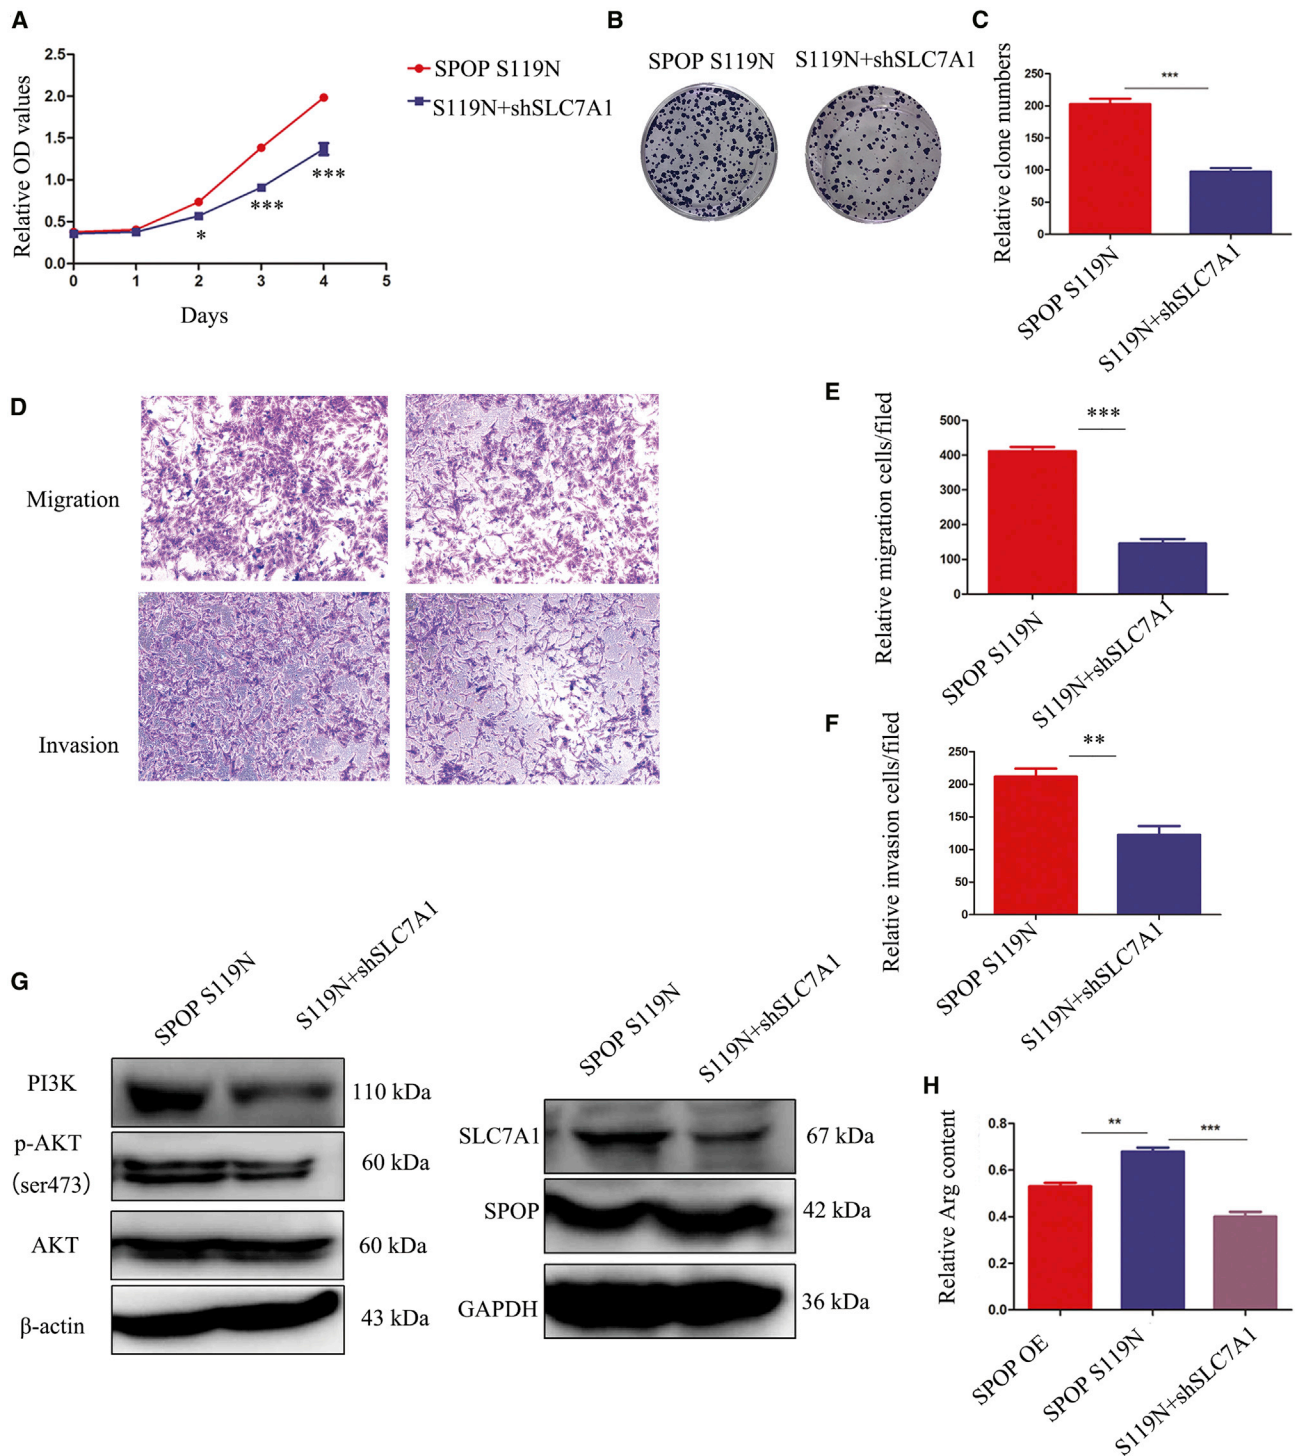 A
2.5
2.0
1.5
1.0
0.5
0.0
0 1 2 3 4 5
Relative OD values
Days
SPOP S119N
S119N+shSLC7A1
*
***
***
B
SPOP S119N S119N+shSLC7A1
C
Relative clone numbers
250
200
150
100
50
0
***
SPOP S119N
S119N+shSLC7A1
D
Migration
Invasion
E
Relative migration cells/filed
500
400
300
200
100
0
***
SPOP S119N
S119N+shSLC7A1
F
Relative invasion cells/filed
250
200
150
100
50
0
**
SPOP S119N
S119N+shSLC7A1
G
SPOP S119N
S119N+shSLC7A1
PI3K 110 kDa
p-AKT
(ser473)
60 kDa
AKT 60 kDa
β-actin 43 kDa
SPOP S119N
S119N+shSLC7A1
SLC7A1 67 kDa
SPOP 42 kDa
GAPDH 36 kDa
H
Relative Arg content
0.8
0.6
0.4
0.2
0.0
**
***
SPOP OE
SPOP S119N
S119N+shSLC7A1